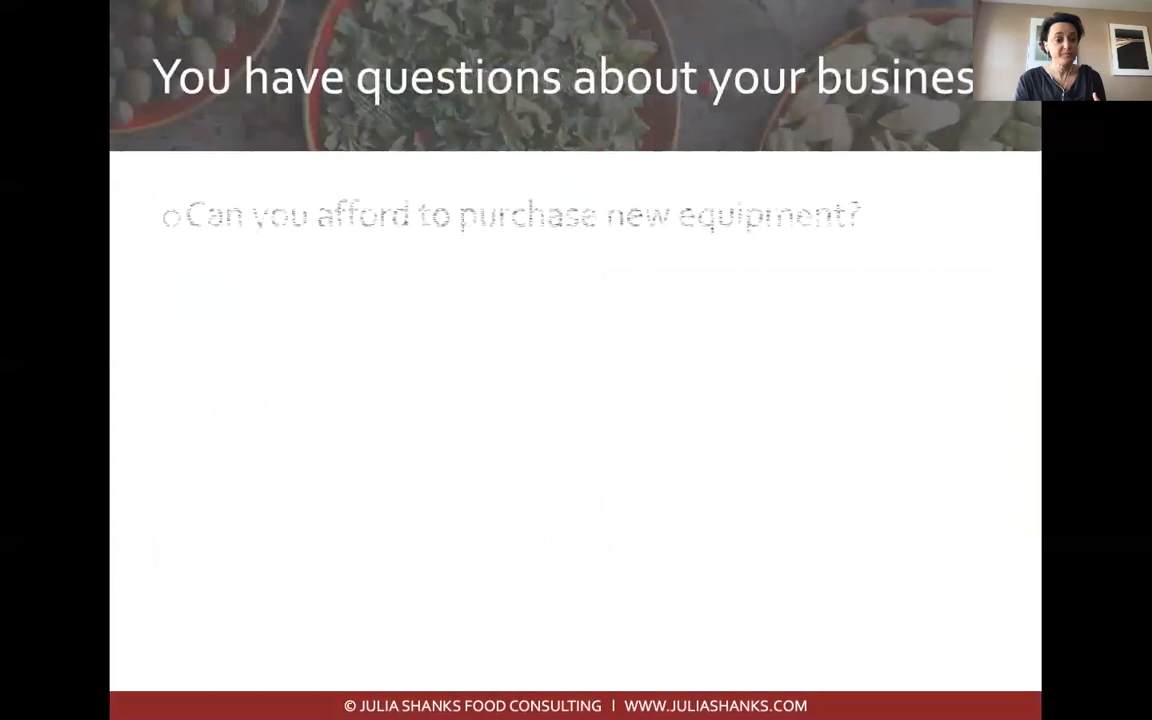 You have questions about your busines
○Can you afford to purchase new equipment?
© JULIA SHANKS FOOD CONSULTING | WWW.JULIASHANKS.COM